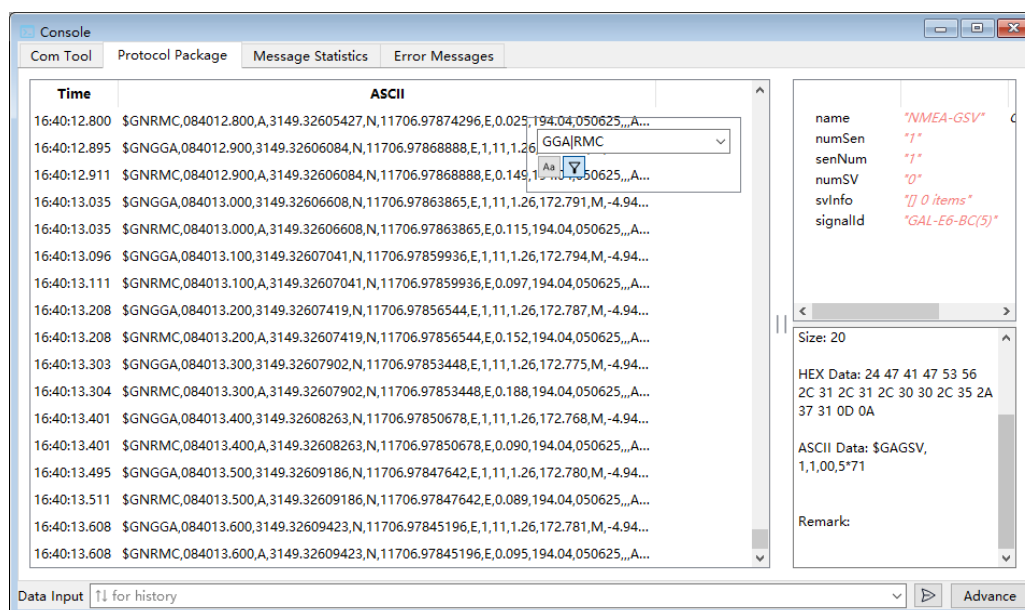 Console
Com Tool Protocol Package Message Statistics Error Messages
Time ASCII
16:40:12.800 $GNRMC,084012.800,A,3149.32605427,N,11706.97874296,E,0.025,194.04,050625,,,A...
GGA|RMC
16:40:12.895 $GNGGA,084012.900,3149.32606084,N,11706.97868888,E,1,11,1.26
Aa
16:40:12.911 $GNRMC,084012.900,A,3149.32606084,N,11706.97868888,E,0.149,194.04,050625,,,A...
16:40:13.035 $GNGGA,084013.000,3149.32606608,N,11706.97863865,E,1,11,1.26,172.791,M,-4.94...
16:40:13.035 $GNRMC,084013.000,A,3149.32606608,N,11706.97863865,E,0.115,194.04,050625,,,A...
16:40:13.096 $GNGGA,084013.100,3149.32607041,N,11706.97859936,E,1,11,1.26,172.794,M,-4.94...
16:40:13.111 $GNRMC,084013.100,A,3149.32607041,N,11706.97859936,E,0.097,194.04,050625,,,A...
16:40:13.208 $GNGGA,084013.200,3149.32607419,N,11706.97856544,E,1,11,1.26,172.787,M,-4.94...
16:40:13.208 $GNRMC,084013.200,A,3149.32607419,N,11706.97856544,E,0.152,194.04,050625,,,A...
16:40:13.303 $GNGGA,084013.300,3149.32607902,N,11706.97853448,E,1,11,1.26,172.775,M,-4.94...
16:40:13.304 $GNRMC,084013.300,A,3149.32607902,N,11706.97853448,E,0.188,194.04,050625,,,A...
16:40:13.401 $GNGGA,084013.400,3149.32608263,N,11706.97850678,E,1,11,1.26,172.768,M,-4.94...
16:40:13.401 $GNRMC,084013.400,A,3149.32608263,N,11706.97850678,E,0.090,194.04,050625,,,A...
16:40:13.495 $GNGGA,084013.500,3149.32609186,N,11706.97847642,E,1,11,1.26,172.780,M,-4.94...
16:40:13.511 $GNRMC,084013.500,A,3149.32609186,N,11706.97847642,E,0.089,194.04,050625,,,A...
16:40:13.608 $GNGGA,084013.600,3149.32609423,N,11706.97845196,E,1,11,1.26,172.781,M,-4.94...
16:40:13.608 $GNRMC,084013.600,A,3149.32609423,N,11706.97845196,E,0.095,194.04,050625,,,A...
name "NMEA-GSV"
numSen "1"
senNum "1"
numSV "0"
svInfo "[] 0 items"
signalId "GAL-E6-BC(5)"
Size: 20
HEX Data: 24 47 41 47 53 56
2C 31 2C 31 2C 30 30 2C 35 2A
37 31 0D 0A
ASCII Data: $GAGSV,
1,1,00,5*71
Remark:
Data Input ↑↓ for history Advance